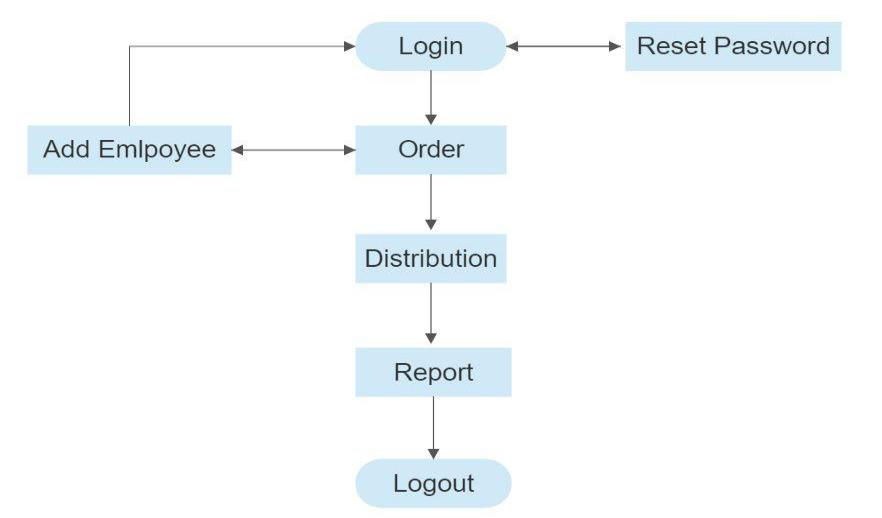 Login
Reset Password
Add Emlpoyee
Order
Distribution
Report
Logout